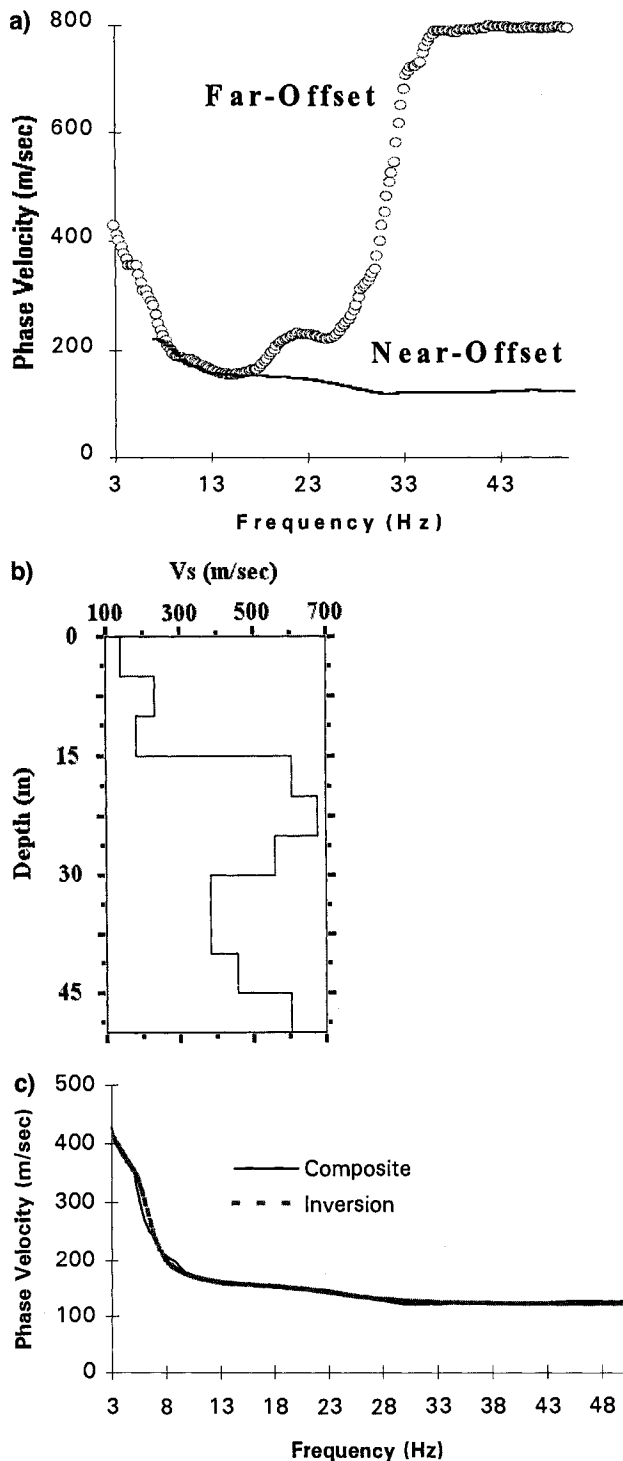 a)
800
600
400
200
0
Phase Velocity (m/sec)
Far-Offset
Near-Offset
3 13 23 33 43
Frequency (Hz)
b)
Vs (m/sec)
100 300 500 700
0
15
30
45
Depth (m)
c)
500
400
300
200
100
0
Phase Velocity (m/sec)
Composite
Inversion
3 8 13 18 23 28 33 38 43 48
Frequency (Hz)